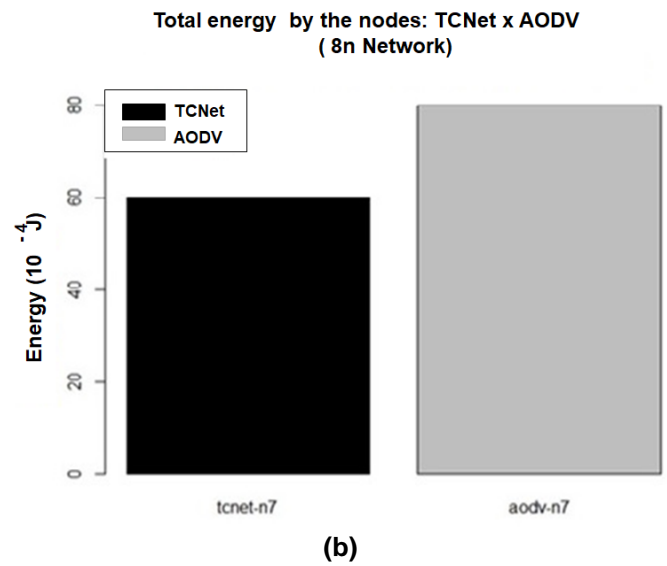 Total energy by the nodes: TCNet x AODV
( 8n Network)
TCNet
AODV
Energy (10 -4J)
80
60
40
20
0
tcnet-n7
aodv-n7
(b)